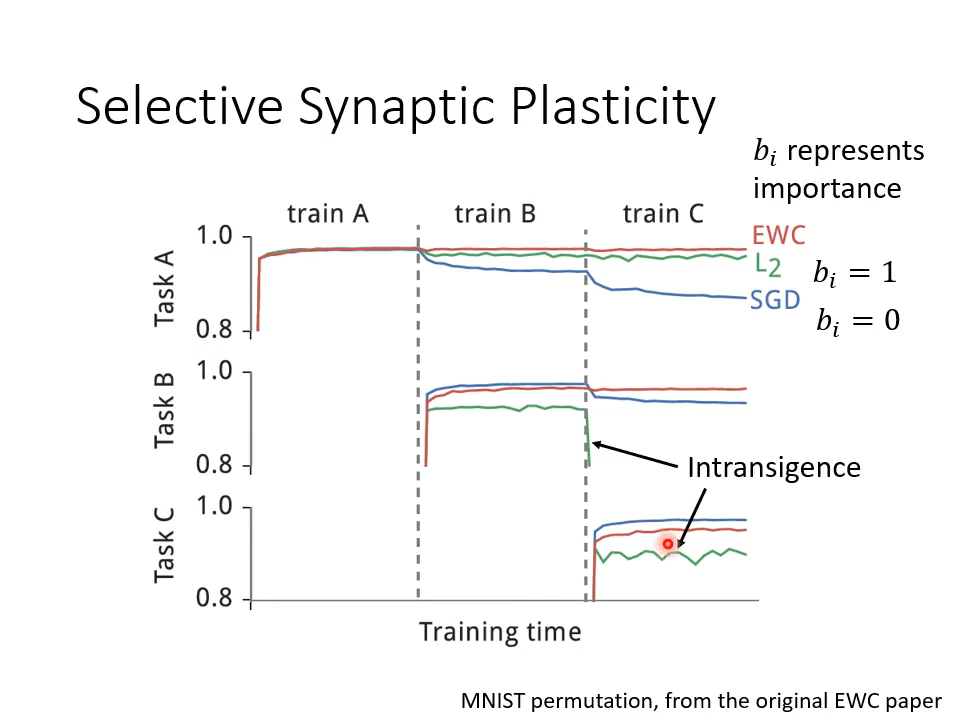 Selective Synaptic Plasticity
b_i represents
importance
train A train B train C
EWC
L2
SGD
b_i = 1
b_i = 0
Task A
1.0
0.8
Task B
1.0
0.8
Intransigence
Task C
1.0
0.8
Training time
MNIST permutation, from the original EWC paper